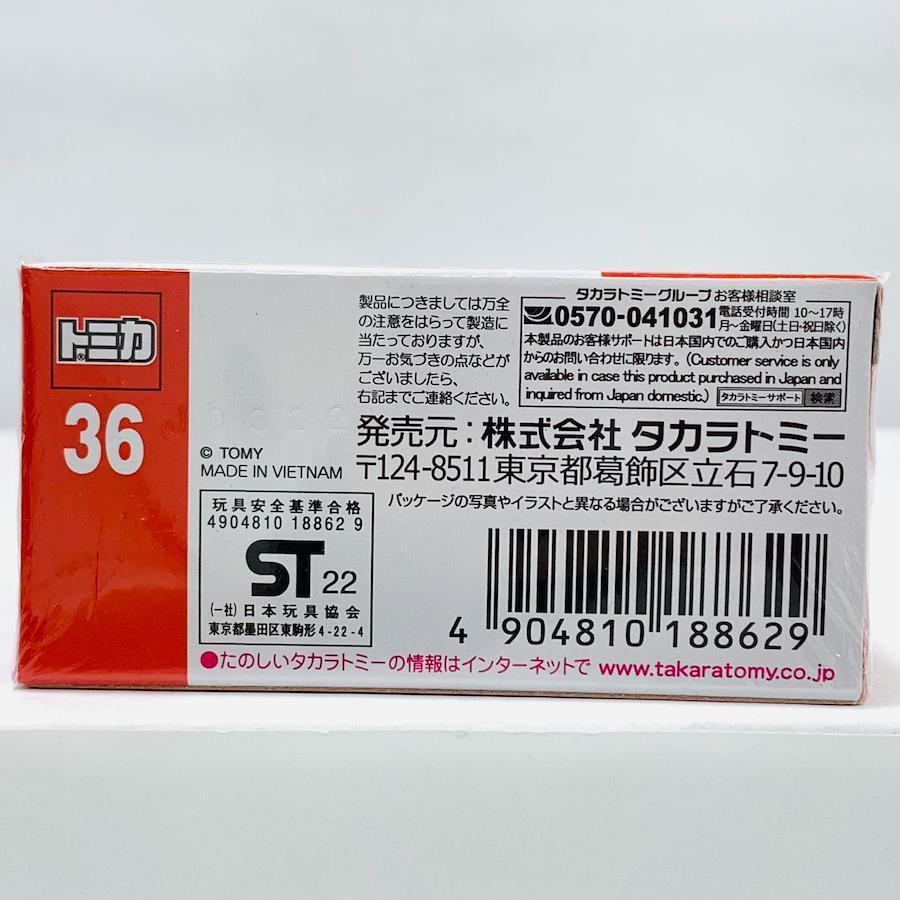 トミカ®
36
0822
© TOMY
MADE IN VIETNAM
玩具安全基準合格
4904810 18862 9
ST 22
(一社)日本玩具協会
東京都墨田区東駒形4-22-4
製品につきましては万全
の注意をはらって製造に
当たっておりますが、
万一お気づきの点などが
ございましたら、
右記までご連絡ください。
タカラトミーグループ お客様相談室
0570-041031 電話受付時間 10〜17時
月〜金曜日(土日・祝日除く)
本製品のお客様サポートは日本国内でのご購入かつ日本国内
からのお問い合わせに限ります。(Customer service is only
available in case this product purchased in Japan and
inquired from Japan domestic.) タカラトミーサポート 検索
発売元:株式会社 タカラトミー
〒124-8511 東京都葛飾区立石7-9-10
パッケージの写真やイラストと異なる場合がございますがご了承ください。
4 904810 188629
●たのしいタカラトミーの情報はインターネットで www.takaratomy.co.jp